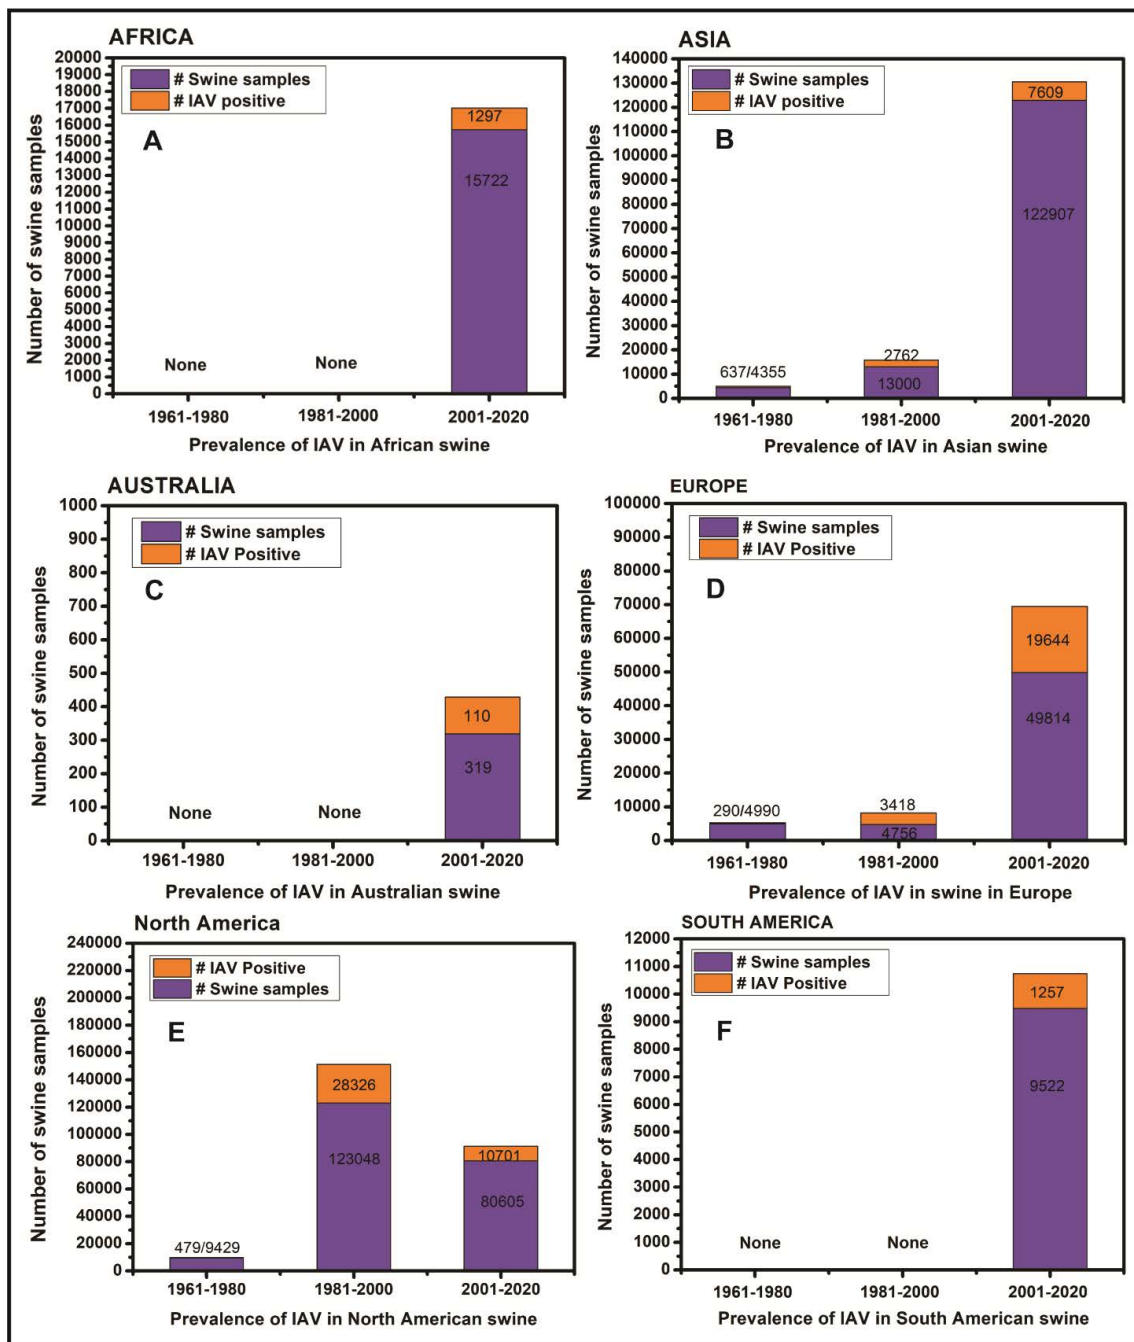 AFRICA
20000
19000
18000
17000
16000
15000
14000
13000
12000
11000
10000
9000
8000
7000
6000
5000
4000
3000
2000
1000
0
Number of swine samples
# Swine samples
# IAV positive
A
1297
15722
None
None
1961-1980
1981-2000
2001-2020
Prevalence of IAV in African swine
ASIA
140000
130000
120000
110000
100000
90000
80000
70000
60000
50000
40000
30000
20000
10000
0
Number of swine samples
# Swine samples
# IAV positive
B
7609
122907
637/4355
2762
13000
1961-1980
1981-2000
2001-2020
Prevalence of IAV in Asian swine
AUSTRALIA
1000
900
800
700
600
500
400
300
200
100
0
Number of swine samples
# Swine samples
# IAV Positive
C
110
319
None
None
1961-1980
1981-2000
2001-2020
Prevalence of IAV in Australian swine
EUROPE
100000
90000
80000
70000
60000
50000
40000
30000
20000
10000
0
Number of swine samples
# Swine samples
# IAV Positive
D
19644
49814
290/4990
3418
4756
1961-1980
1981-2000
2001-2020
Prevalence of IAV in swine in Europe
North America
240000
220000
200000
180000
160000
140000
120000
100000
80000
60000
40000
20000
0
Number of swine samples
# IAV Positive
# Swine samples
E
28326
123048
10701
80605
479/9429
1961-1980
1981-2000
2001-2020
Prevalence of IAV in North American swine
SOUTH AMERICA
12000
11000
10000
9000
8000
7000
6000
5000
4000
3000
2000
1000
0
Number of swine samples
# Swine samples
# IAV Positive
F
1257
9522
None
None
1961-1980
1981-2000
2001-2020
Prevalence of IAV in South American swine